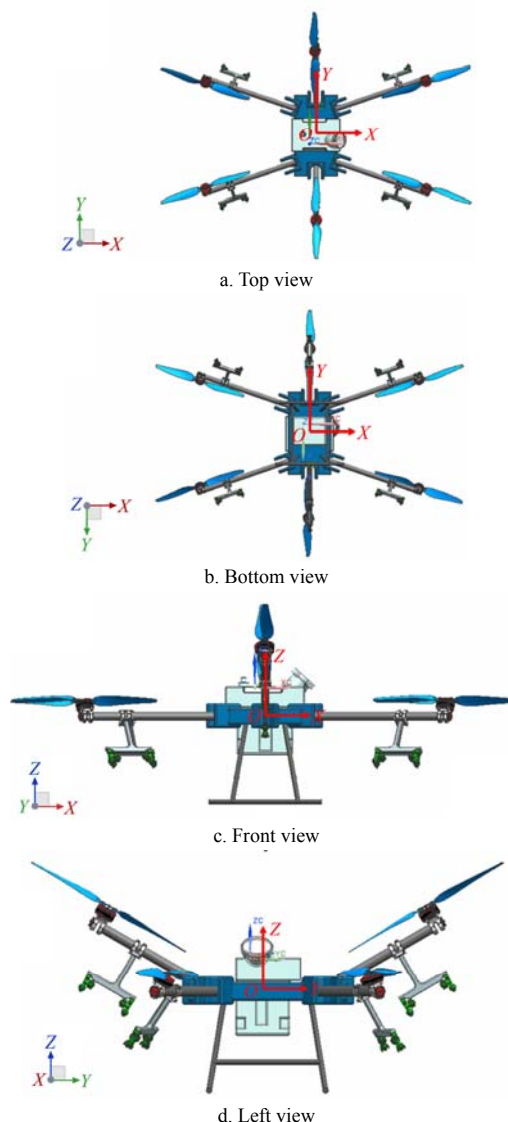 Y
O
X
Y
Z
X
a. Top view
Y
O
X
Z
X
Y
b. Bottom view
Z
O
Z
Y
X
c. Front view
ZC
Z
O
Z
X
Y
d. Left view